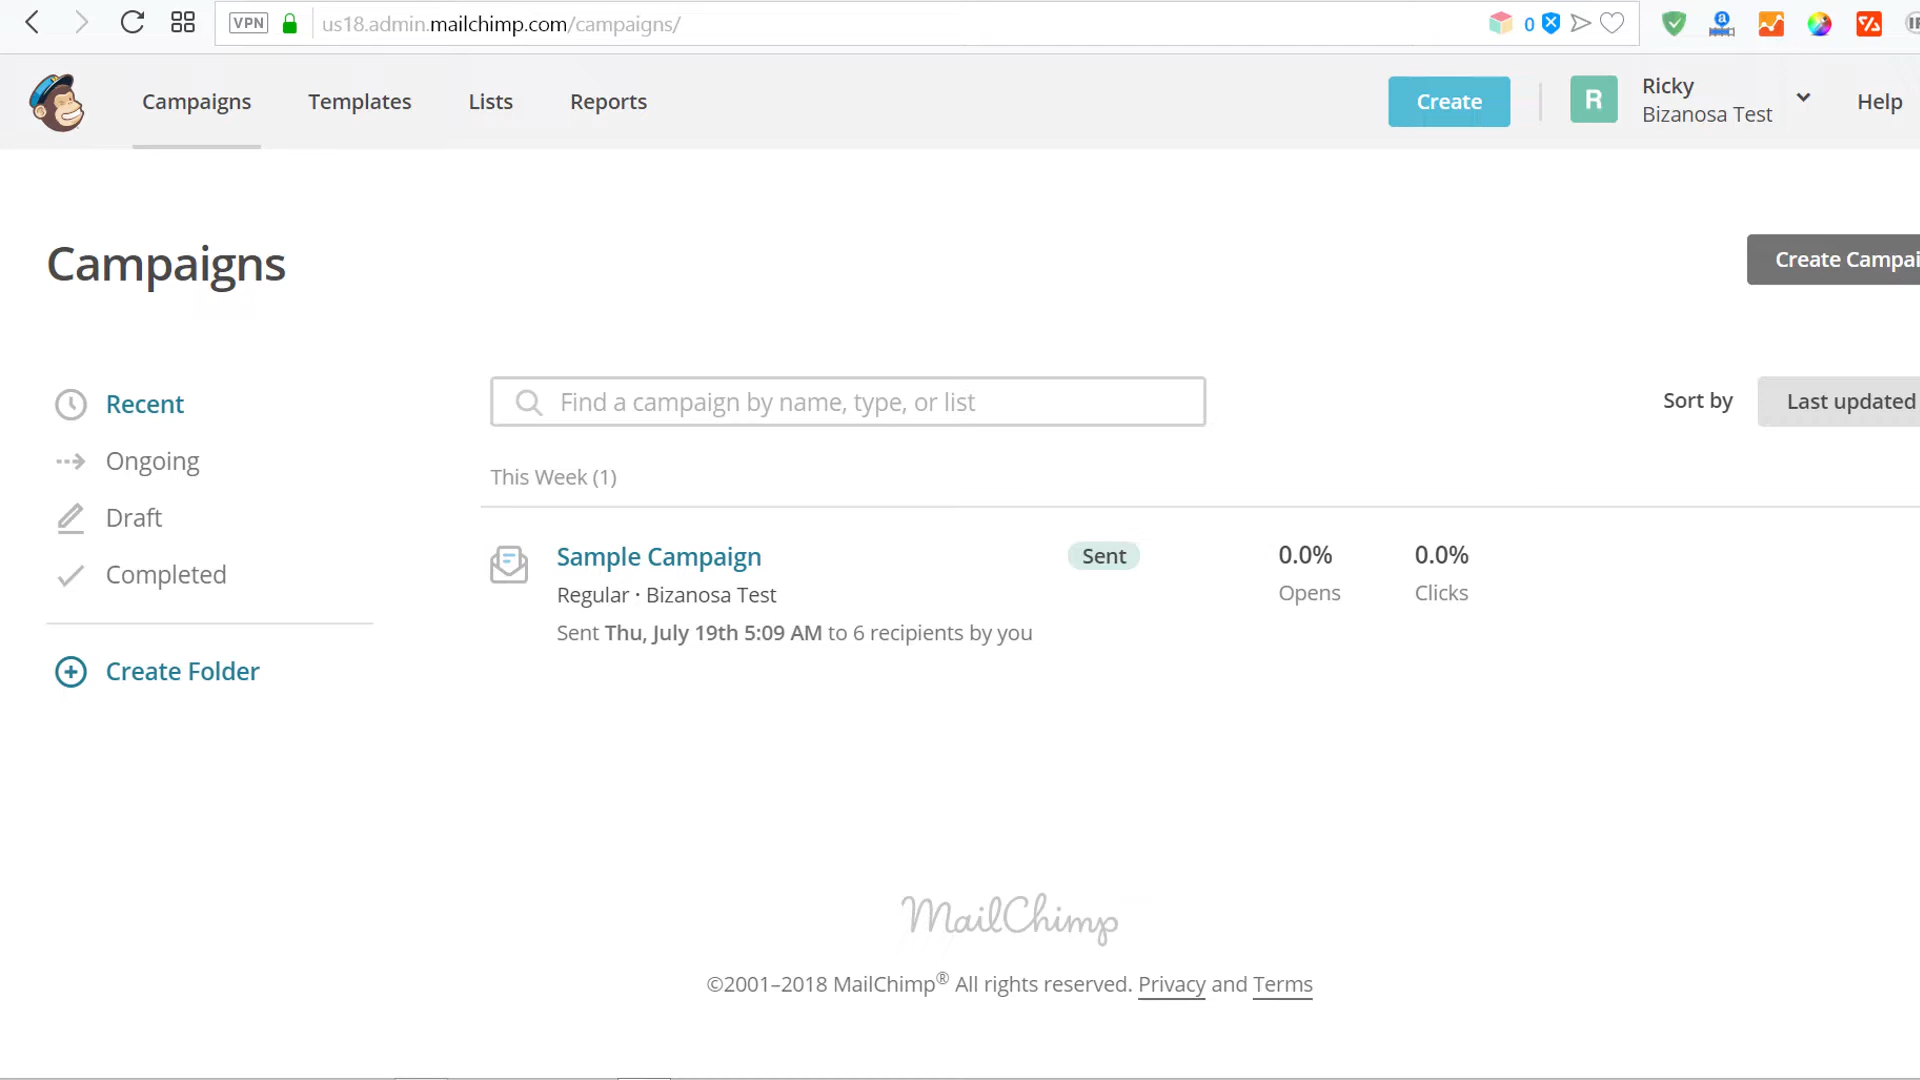 VPN us18.admin.mailchimp.com/campaigns/ 0
Campaigns Templates Lists Reports Create R Ricky Help
Bizanosa Test
Campaigns
Create Campai
Recent
Find a campaign by name, type, or list
Sort by Last updated
Ongoing
This Week (1)
Draft
Sample Campaign Sent 0.0% 0.0%
Completed
Regular · Bizanosa Test Opens Clicks
Sent Thu, July 19th 5:09 AM to 6 recipients by you
Create Folder
MailChimp
©2001–2018 MailChimp® All rights reserved. Privacy and Terms